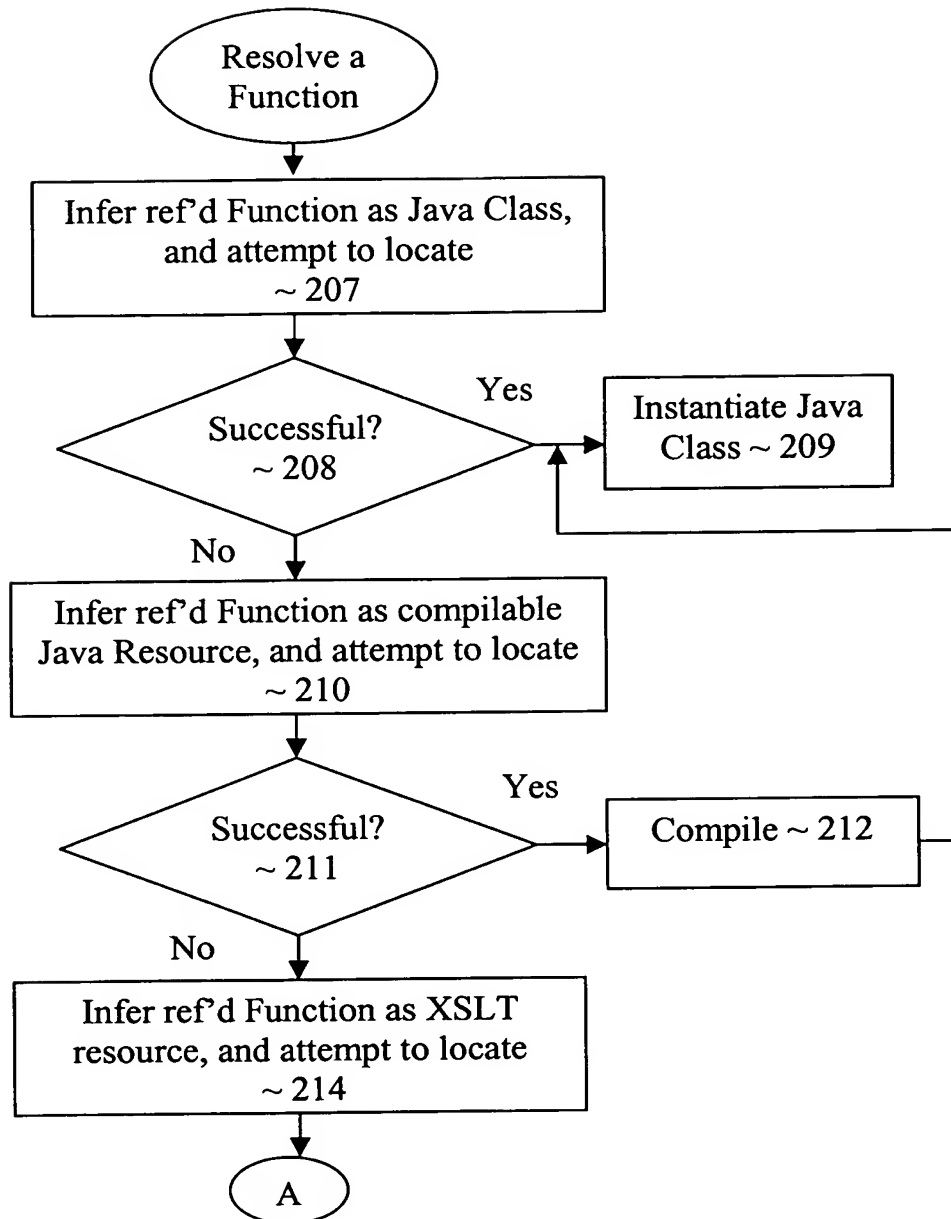 Resolve a
Function
Infer ref'd Function as Java Class,
and attempt to locate
~ 207
Successful?
~ 208
Yes
Instantiate Java
Class ~ 209
No
Infer ref'd Function as compilable
Java Resource, and attempt to locate
~ 210
Successful?
~ 211
Yes
Compile ~ 212
No
Infer ref'd Function as XSLT
resource, and attempt to locate
~ 214
A